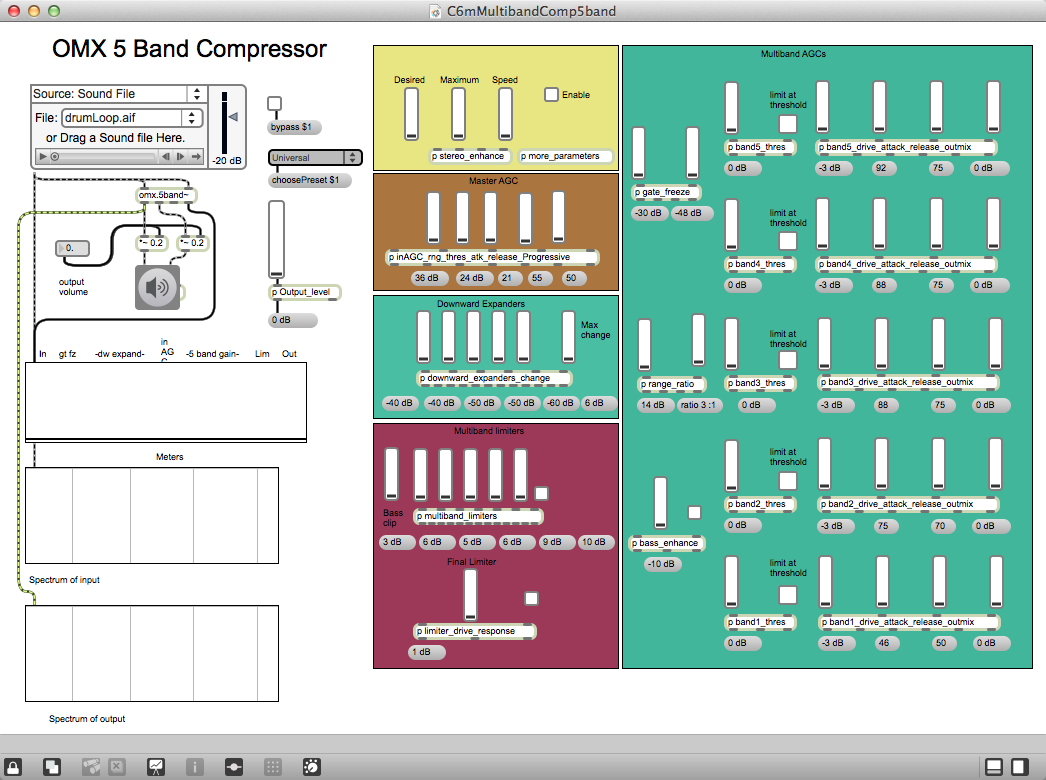 C6mMultibandComp5band
OMX 5 Band Compressor
Source: Sound File
File: drumLoop.aif
or Drag a Sound file Here.
-20 dB
bypass $1
Universal
choosePreset $1
omx.5band~
0.
*~ 0.2
*~ 0.2
output
volume
p Output_level
0 dB
In
gt fz
-dw expand-
in
AG
C
-5 band gain-
Lim
Out
Meters
Spectrum of input
Spectrum of output
Desired
Maximum
Speed
Enable
p stereo_enhance
p more_parameters
Master AGC
p inAGC_rng_thres_atk_release_Progressive
36 dB
24 dB
21
55
50
Downward Expanders
Max
change
p downward_expanders_change
-40 dB
-40 dB
-50 dB
-50 dB
-60 dB
6 dB
Multiband limiters
Bass
clip
p multiband_limiters
3 dB
6 dB
5 dB
6 dB
9 dB
10 dB
Final Limiter
p limiter_drive_response
1 dB
Multiband AGCs
p gate_freeze
-30 dB
-48 dB
p range_ratio
14 dB
ratio 3 :1
p bass_enhance
-10 dB
limit at
threshold
p band5_thres
p band5_drive_attack_release_outmix
0 dB
-3 dB
92
75
0 dB
limit at
threshold
p band4_thres
p band4_drive_attack_release_outmix
0 dB
-3 dB
88
75
0 dB
limit at
threshold
p band3_thres
p band3_drive_attack_release_outmix
0 dB
-3 dB
88
75
0 dB
limit at
threshold
p band2_thres
p band2_drive_attack_release_outmix
0 dB
-3 dB
75
70
0 dB
limit at
threshold
p band1_thres
p band1_drive_attack_release_outmix
0 dB
-3 dB
46
50
0 dB